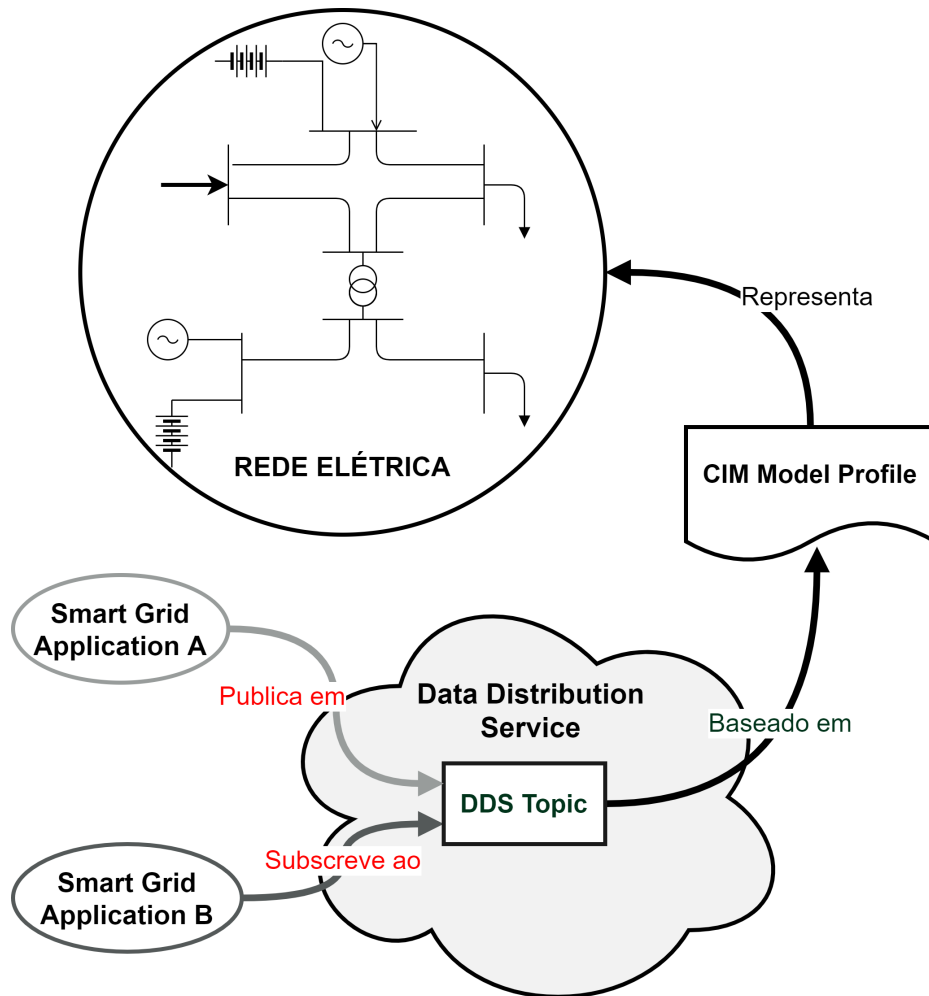 REDE ELÉTRICA
Representa
CIM Model Profile
Smart Grid
Application A
Publica em
Data Distribution
Service
Baseado em
DDS Topic
Subscreve ao
Smart Grid
Application B